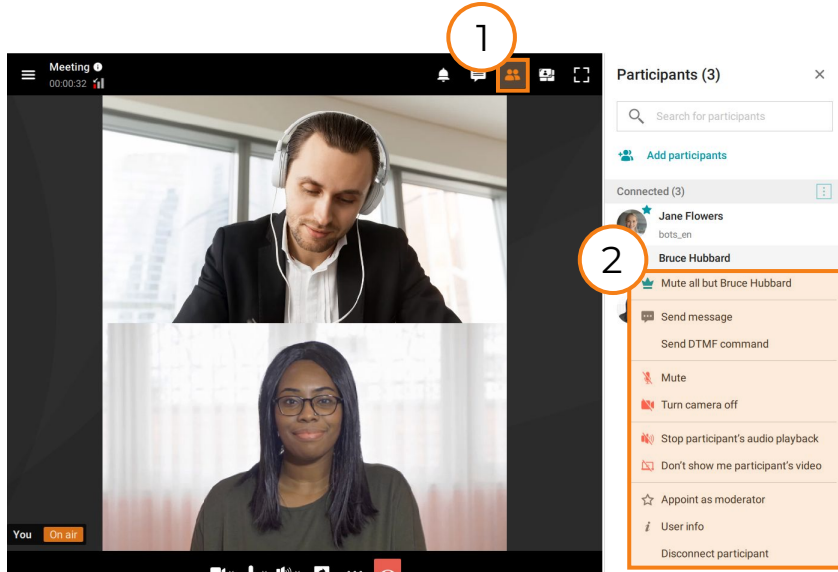 1
Meeting
00:00:32
Participants (3)
Search for participants
Add participants
Connected (3)
Jane Flowers
bots_en
2
Bruce Hubbard
Mute all but Bruce Hubbard
Send message
Send DTMF command
Mute
Turn camera off
Stop participant's audio playback
Don't show me participant's video
Appoint as moderator
User info
Disconnect participant
You
On air